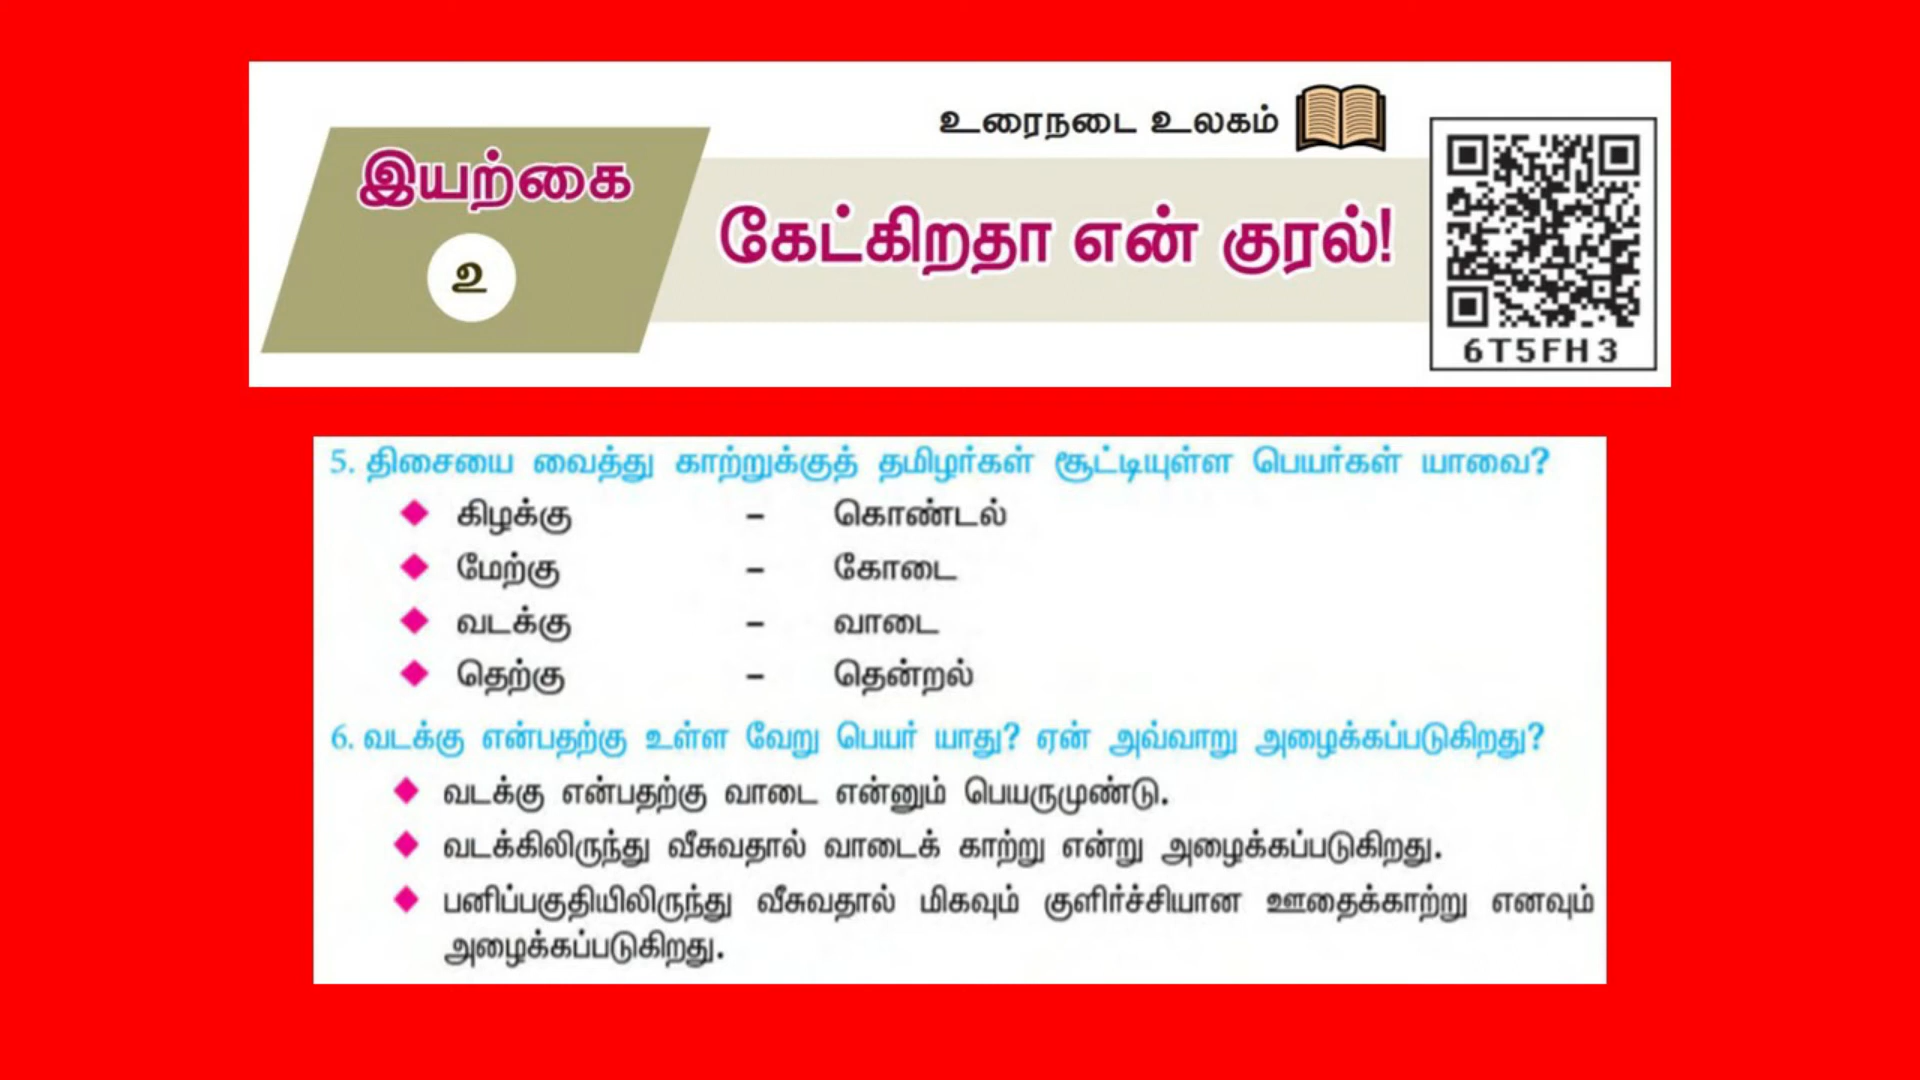 உரைநடை உலகம்
இயற்கை
௨
கேட்கிறதா என் குரல்!
6T5FH3
5. திசையை வைத்து காற்றுக்குத் தமிழர்கள் சூட்டியுள்ள பெயர்கள் யாவை?
◆ கிழக்கு – கொண்டல்
◆ மேற்கு – கோடை
◆ வடக்கு – வாடை
◆ தெற்கு – தென்றல்
6. வடக்கு என்பதற்கு உள்ள வேறு பெயர் யாது? ஏன் அவ்வாறு அழைக்கப்படுகிறது?
◆ வடக்கு என்பதற்கு வாடை என்னும் பெயருமுண்டு.
◆ வடக்கிலிருந்து வீசுவதால் வாடைக் காற்று என்று அழைக்கப்படுகிறது.
◆ பனிப்பகுதியிலிருந்து வீசுவதால் மிகவும் குளிர்ச்சியான ஊதைக்காற்று எனவும்
அழைக்கப்படுகிறது.